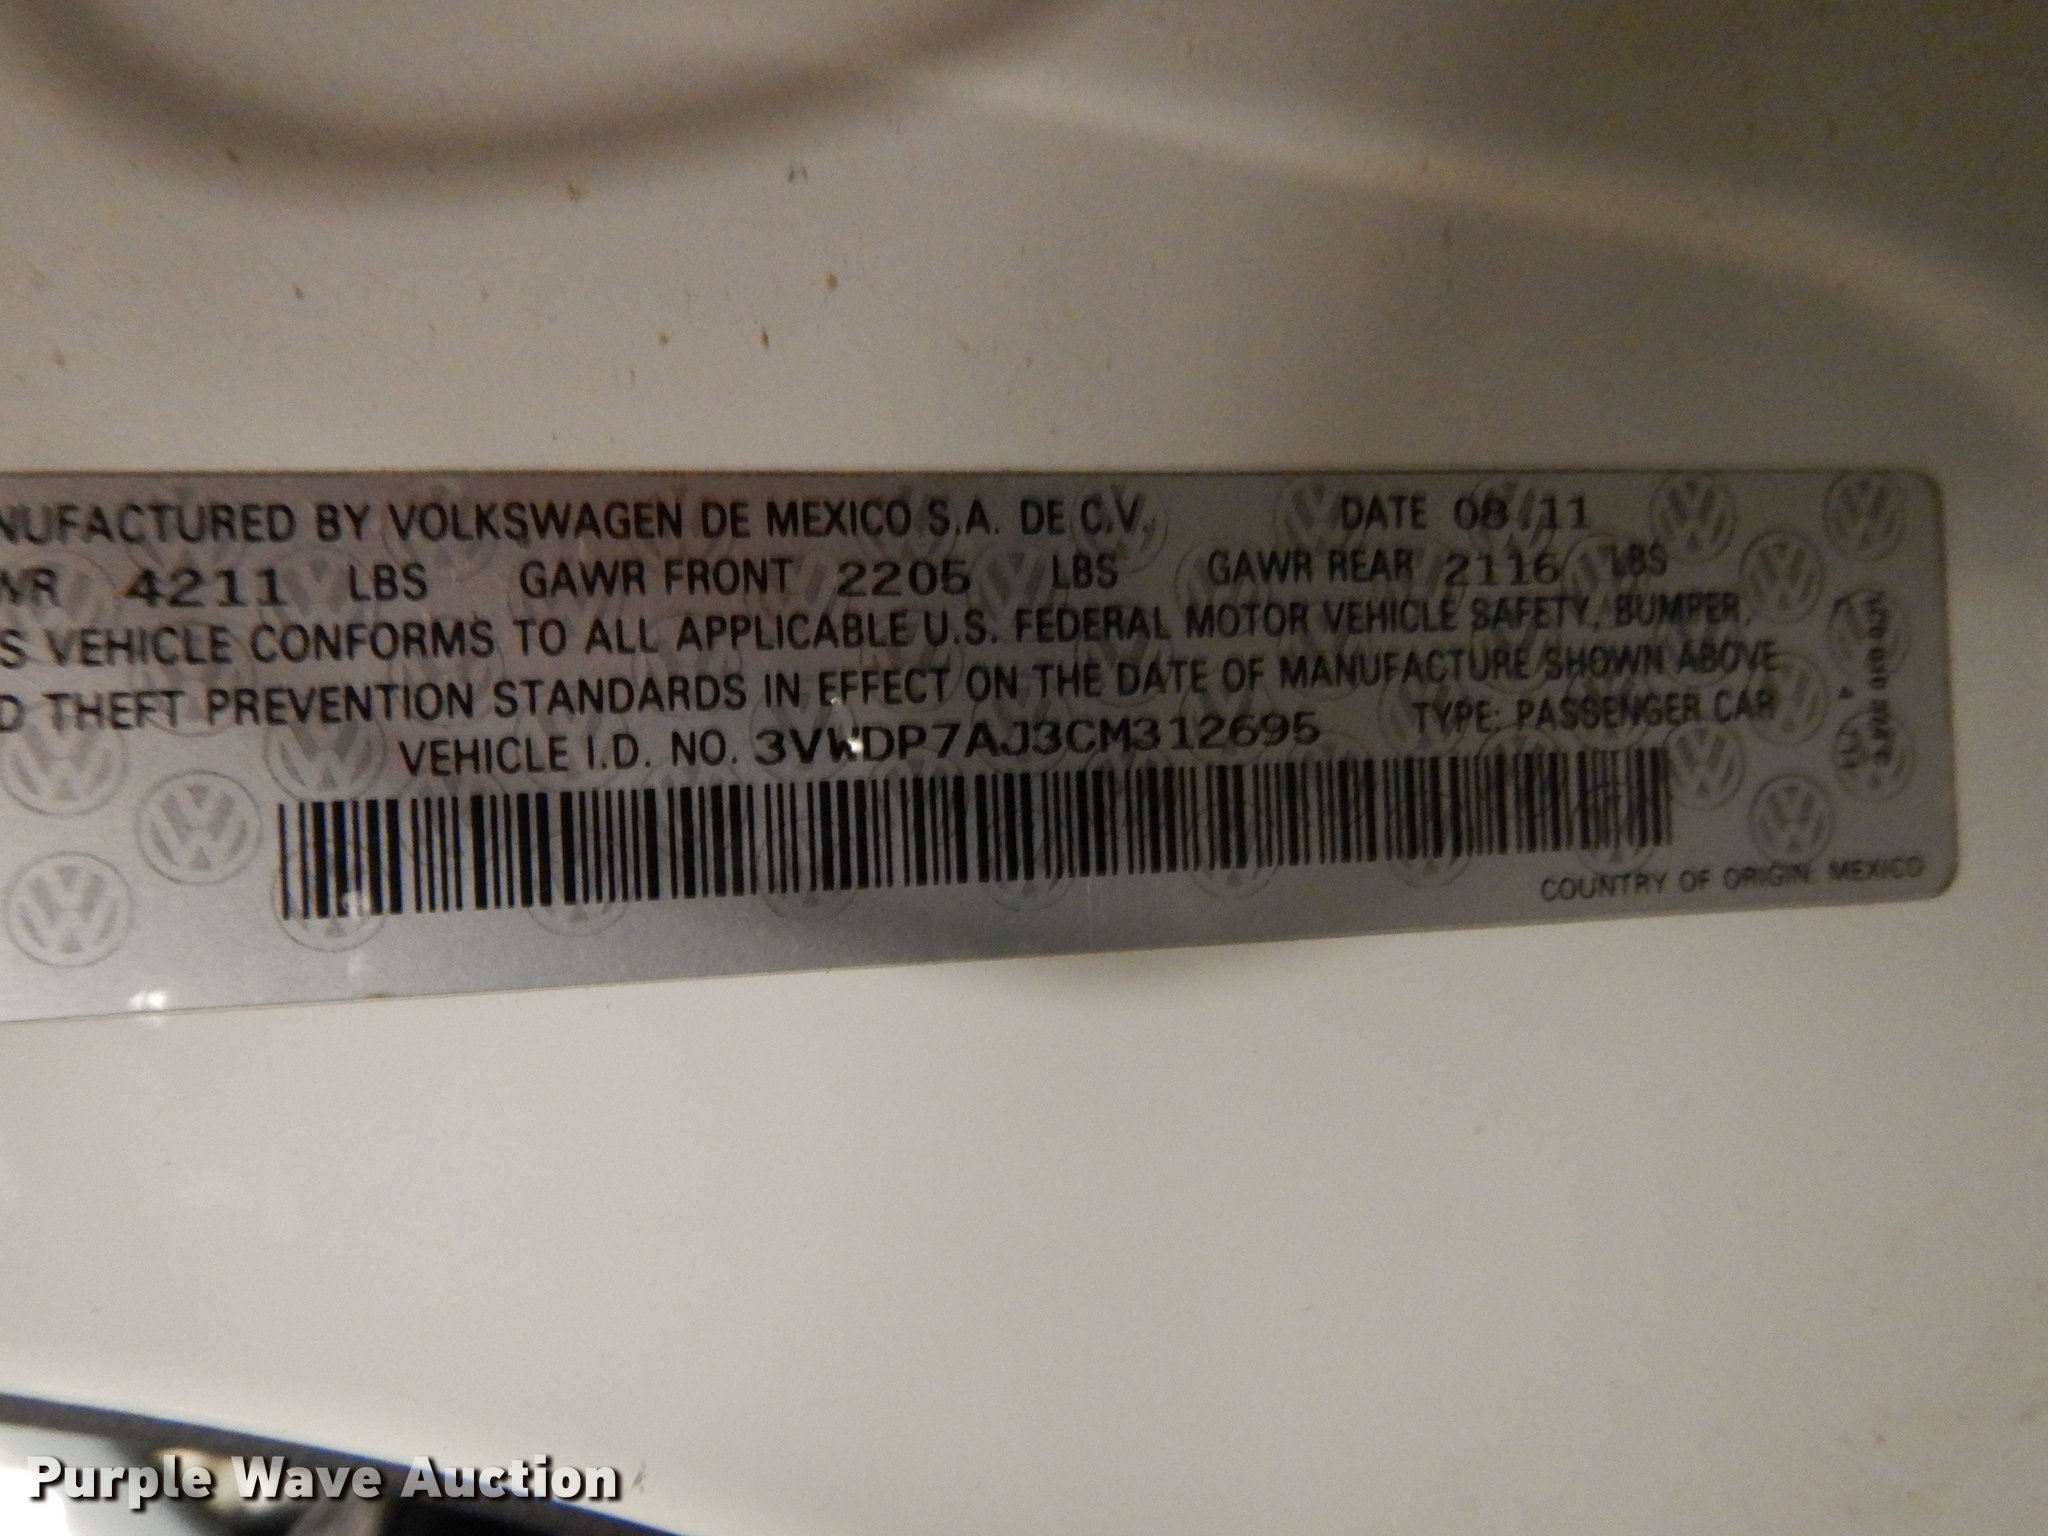 NUFACTURED BY VOLKSWAGEN DE MEXICO S.A. DE C.V. DATE 08.11
WR 4211 LBS GAWR FRONT 2205 LBS GAWR REAR 2116 LBS
S VEHICLE CONFORMS TO ALL APPLICABLE U.S. FEDERAL MOTOR VEHICLE SAFETY, BUMPER,
D THEFT PREVENTION STANDARDS IN EFFECT ON THE DATE OF MANUFACTURE SHOWN ABOVE
VEHICLE I.D. NO. 3VWDP7AJ3CM312695 TYPE: PASSENGER CAR
COUNTRY OF ORIGIN: MEXICO
Purple Wave Auction